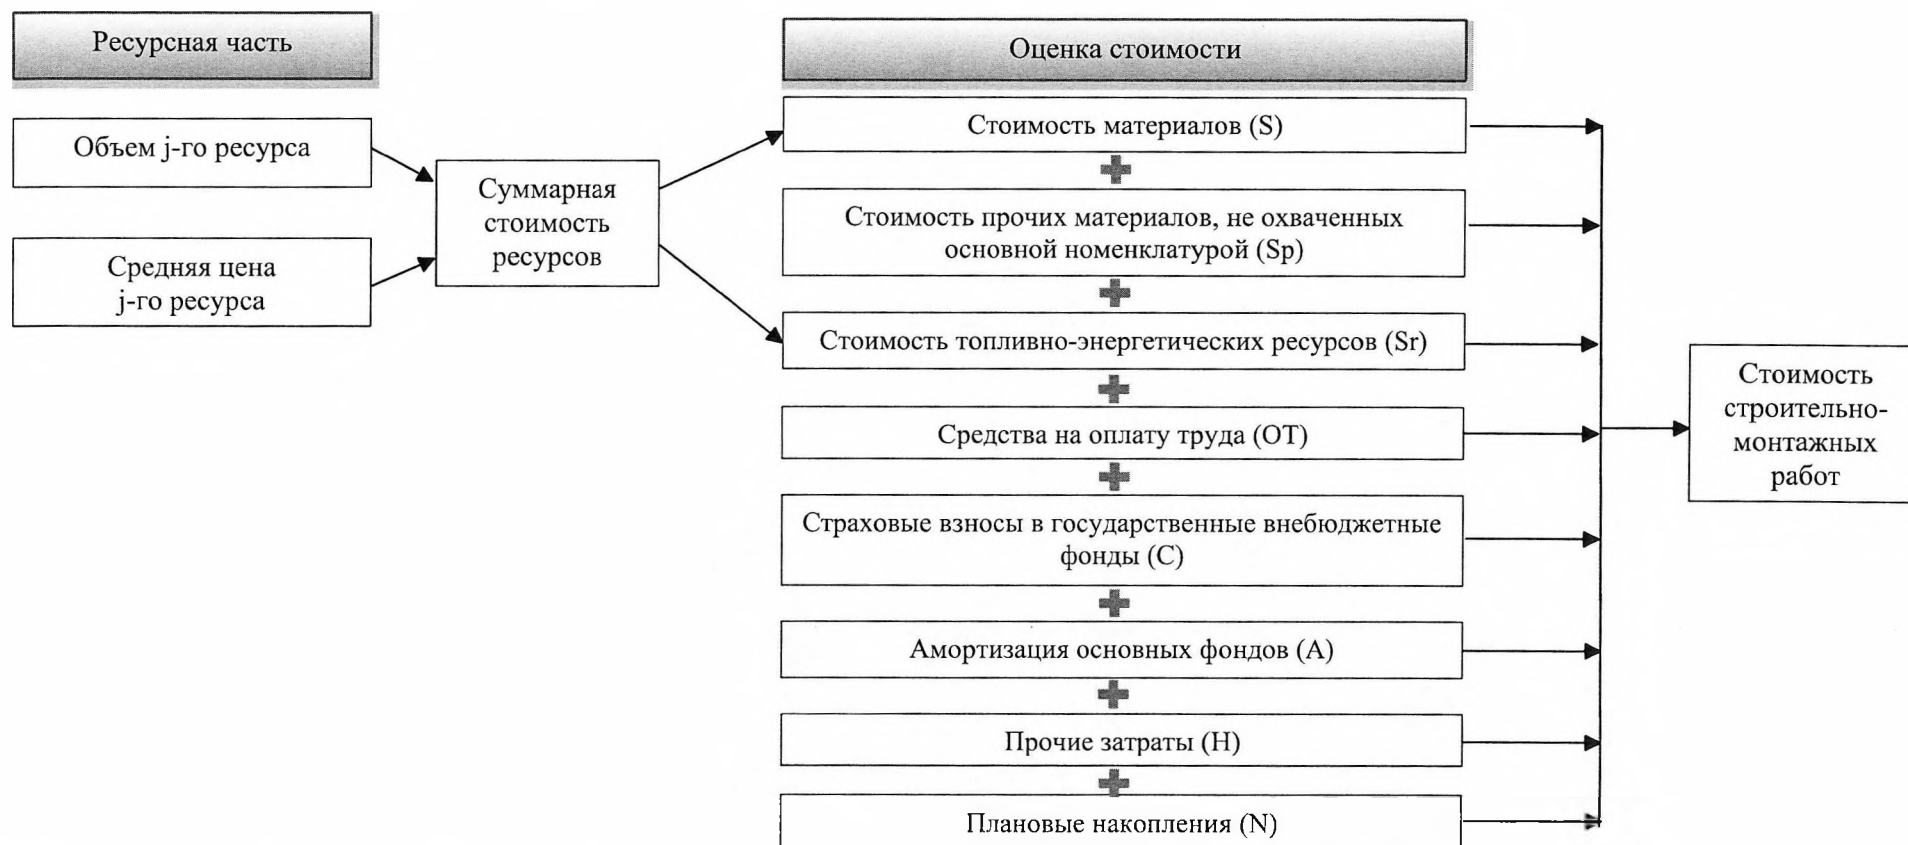 Ресурсная часть
Объем j-го ресурса
Средняя цена
j-го ресурса
Суммарная
стоимость
ресурсов
Оценка стоимости
Стоимость материалов (S)
Стоимость прочих материалов, не охваченных
основной номенклатурой (Sp)
Стоимость топливно-энергетических ресурсов (Sr)
Средства на оплату труда (ОТ)
Страховые взносы в государственные внебюджетные
фонды (С)
Амортизация основных фондов (А)
Прочие затраты (Н)
Плановые накопления (N)
Стоимость
строительно-
монтажных
работ